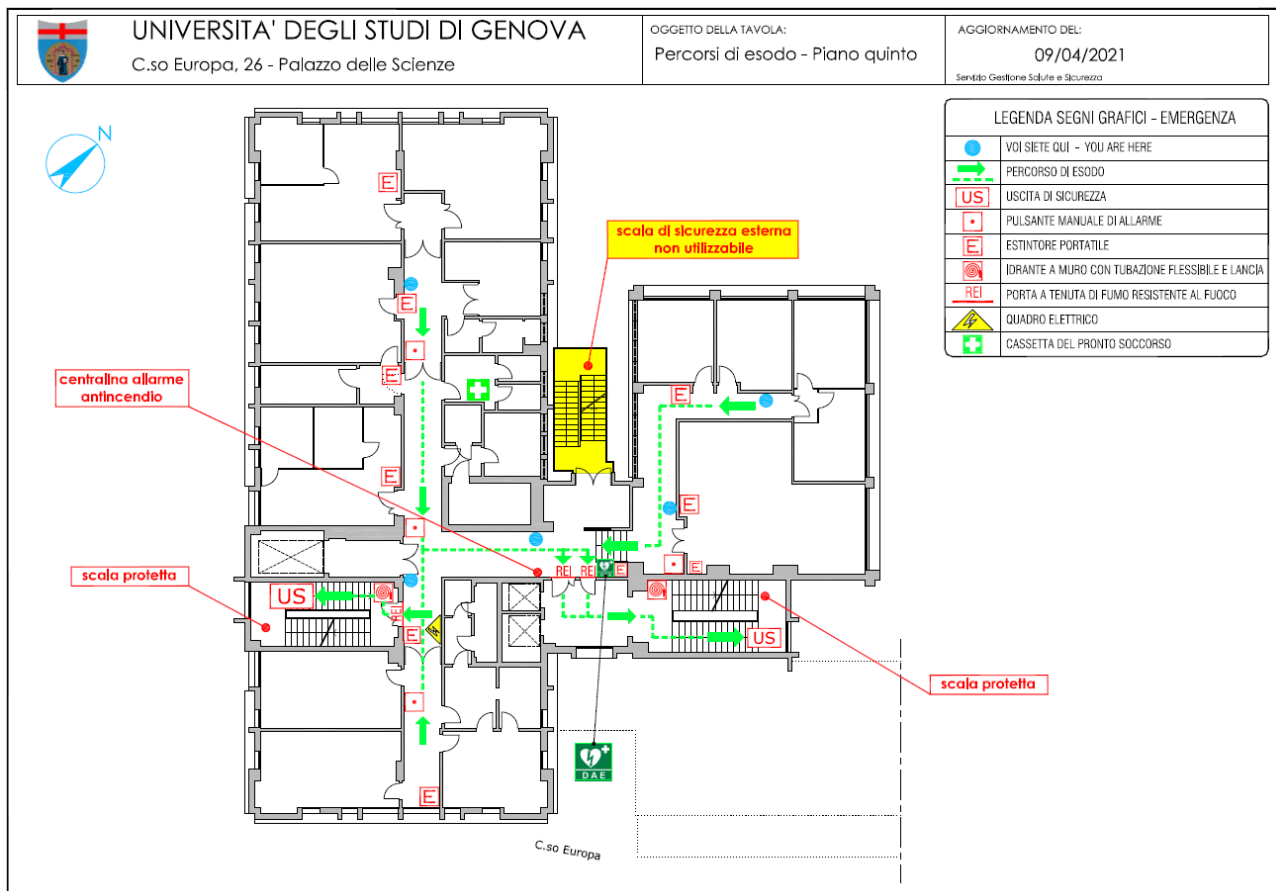 UNIVERSITA' DEGLI STUDI DI GENOVA
C.so Europa, 26 - Palazzo delle Scienze
OGGETTO DELLA TAVOLA:
Percorsi di esodo - Piano quinto
AGGIORNAMENTO DEL:
09/04/2021
Servizio Gestione Salute e Sicurezza
LEGENDA SEGNI GRAFICI - EMERGENZA
VOI SIETE QUI - YOU ARE HERE
PERCORSO DI ESODO
US
USCITA DI SICUREZZA
PULSANTE MANUALE DI ALLARME
E
ESTINTORE PORTATILE
IDRANTE A MURO CON TUBAZIONE FLESSIBILE E LANCIA
REI
PORTA A TENUTA DI FUMO RESISTENTE AL FUOCO
QUADRO ELETTRICO
CASSETTA DEL PRONTO SOCCORSO
N
E
scala di sicurezza esterna
non utilizzabile
E
centralina allarme
antincendio
E
E
E
E
scala protetta
REI
REI
E
E
US
REI
E
US
scala protetta
E
DAE
C.so Europa